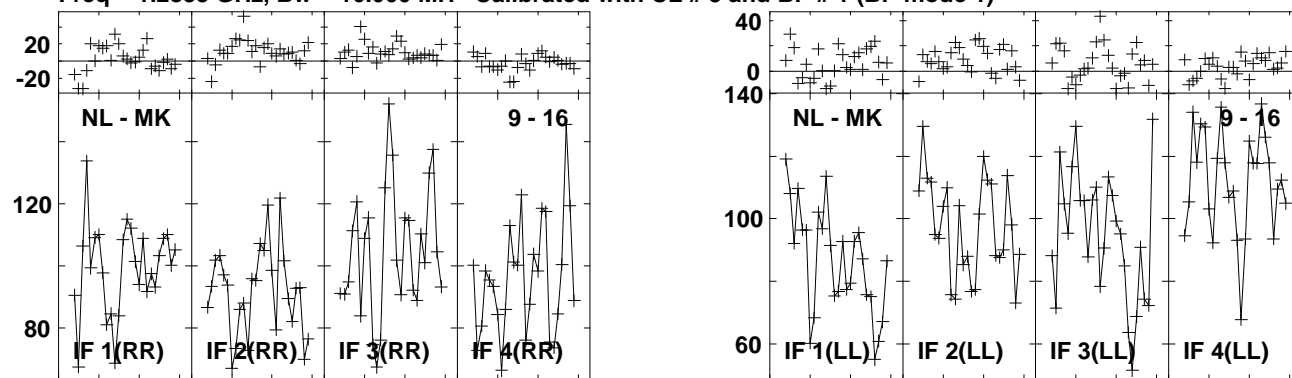 Freq GHz, Calibrated with CL # and BP # 1 (BP mode 1)
20
-20
NL - MK
9 - 16
120
80
IF 1(RR)
IF 2(RR)
IF 3(RR)
IF 4(RR)
40
0
140
NL - MK
9 - 16
100
60
IF 1(LL)
IF 2(LL)
IF 3(LL)
IF 4(LL)